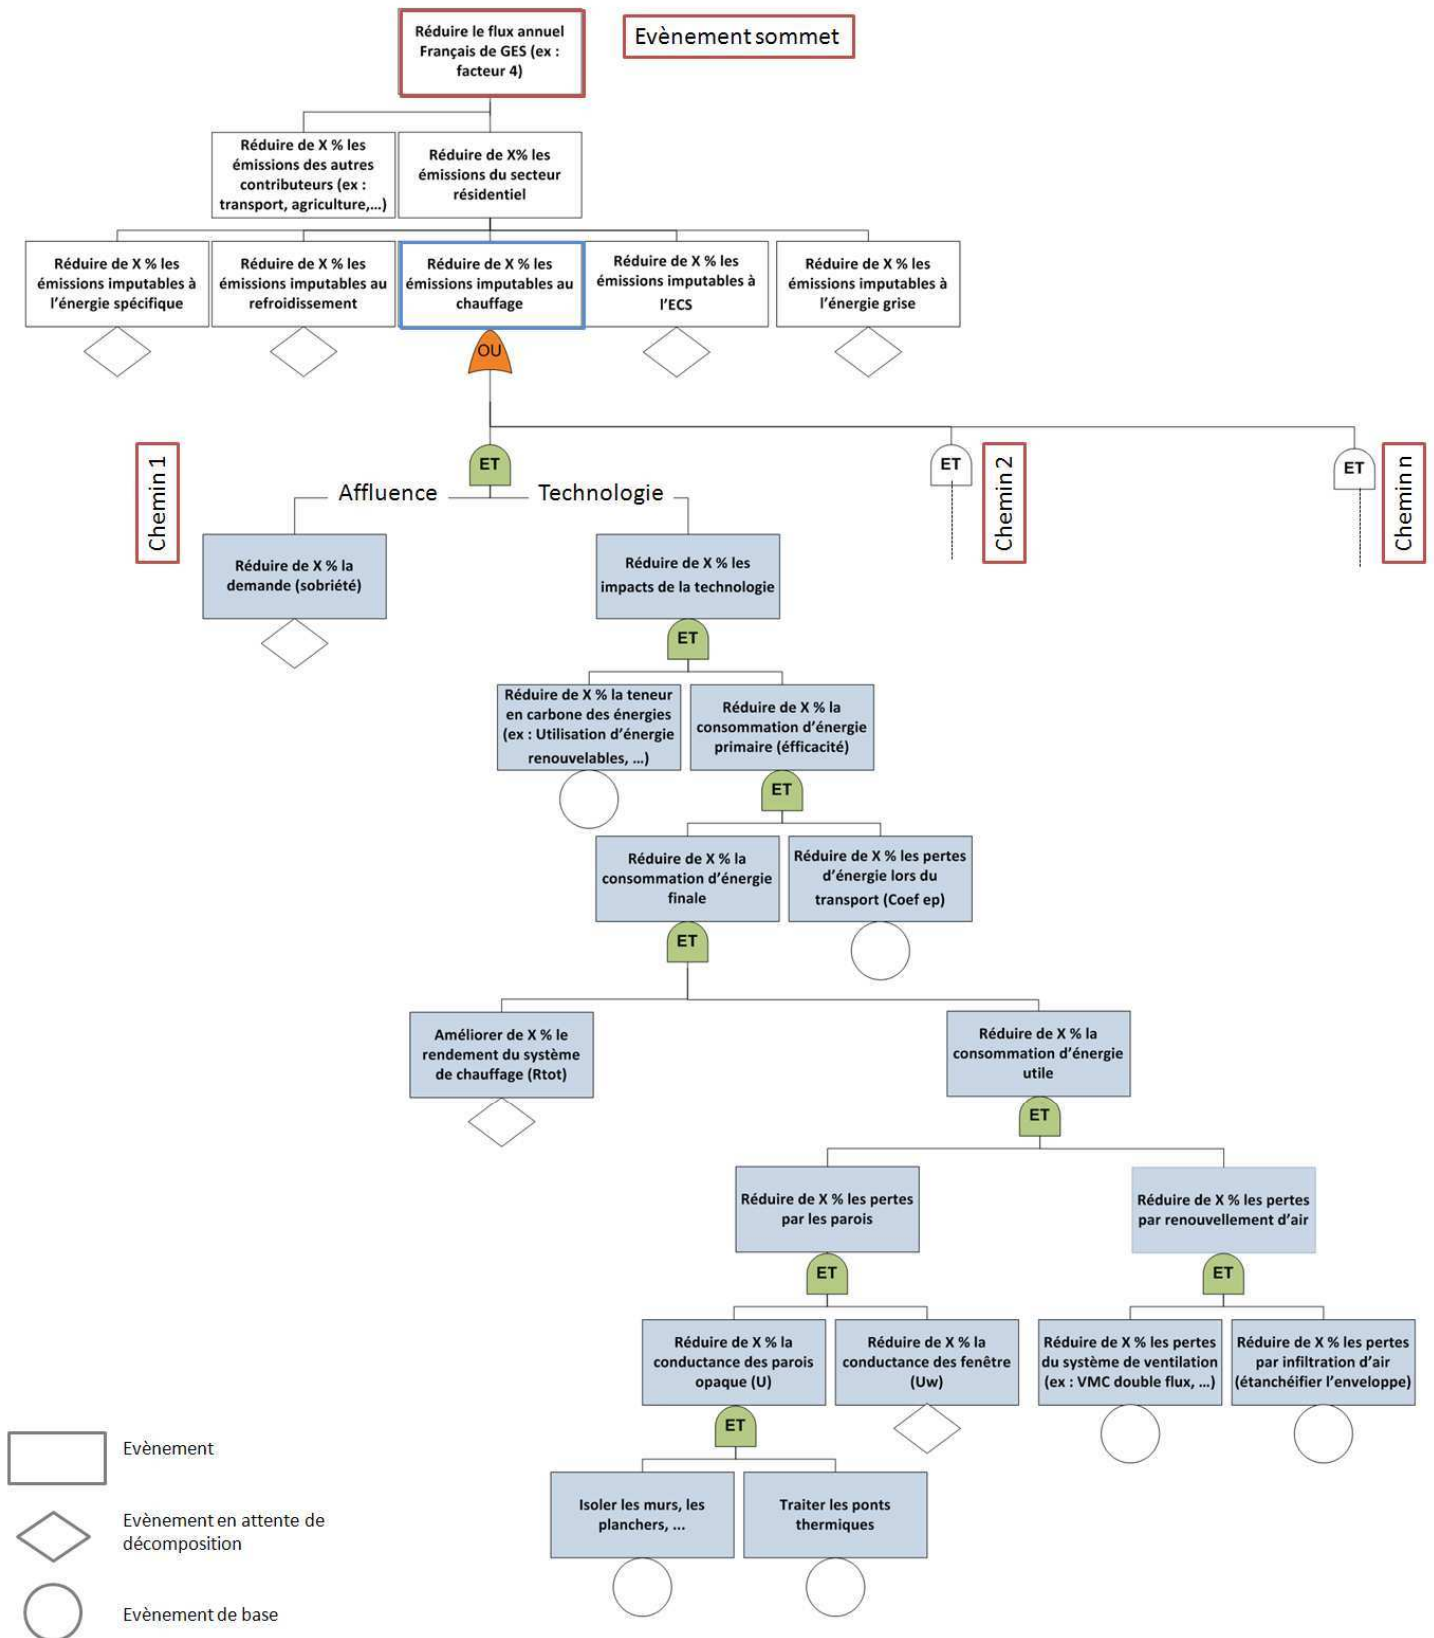 Réduire le flux annuel
Français de GES (ex :
facteur 4)
Evènement sommet
Réduire de X % les
émissions des autres
contributeurs (ex :
transport, agriculture,...)
Réduire de X% les
émissions du secteur
résidentiel
Réduire de X % les
émissions imputables à
l'énergie spécifique
Réduire de X % les
émissions imputables au
refroidissement
Réduire de X % les
émissions imputables au
chauffage
Réduire de X % les
émissions imputables à
l'ECS
Réduire de X % les
émissions imputables à
l'énergie grise
OU
Chemin 1
ET
ET
Chemin 2
ET
Chemin n
Affluence
Technologie
Réduire de X % la
demande (sobriété)
Réduire de X % les
impacts de la technologie
ET
Réduire de X % la teneur
en carbone des énergies
(ex : Utilisation d'énergie
renouvelables, ...)
Réduire de X % la
consommation d'énergie
primaire (éfficacité)
ET
Réduire de X % la
consommation d'énergie
finale
Réduire de X % les pertes
d'énergie lors du
transport (Coef ep)
ET
Améliorer de X % le
rendement du système
de chauffage (Rtot)
Réduire de X % la
consommation d'énergie
utile
ET
Réduire de X % les pertes
par les parois
Réduire de X % les pertes
par renouvellement d'air
ET
ET
Réduire de X % la
conductance des parois
opaque (U)
Réduire de X % la
conductance des fenêtre
(Uw)
Réduire de X % les pertes
du système de ventilation
(ex : VMC double flux, ...)
Réduire de X % les pertes
par infiltration d'air
(étanchéifier l'enveloppe)
ET
Isoler les murs, les
planchers, ...
Traiter les ponts
thermiques
Evènement
Evènement en attente de
décomposition
Evènement de base